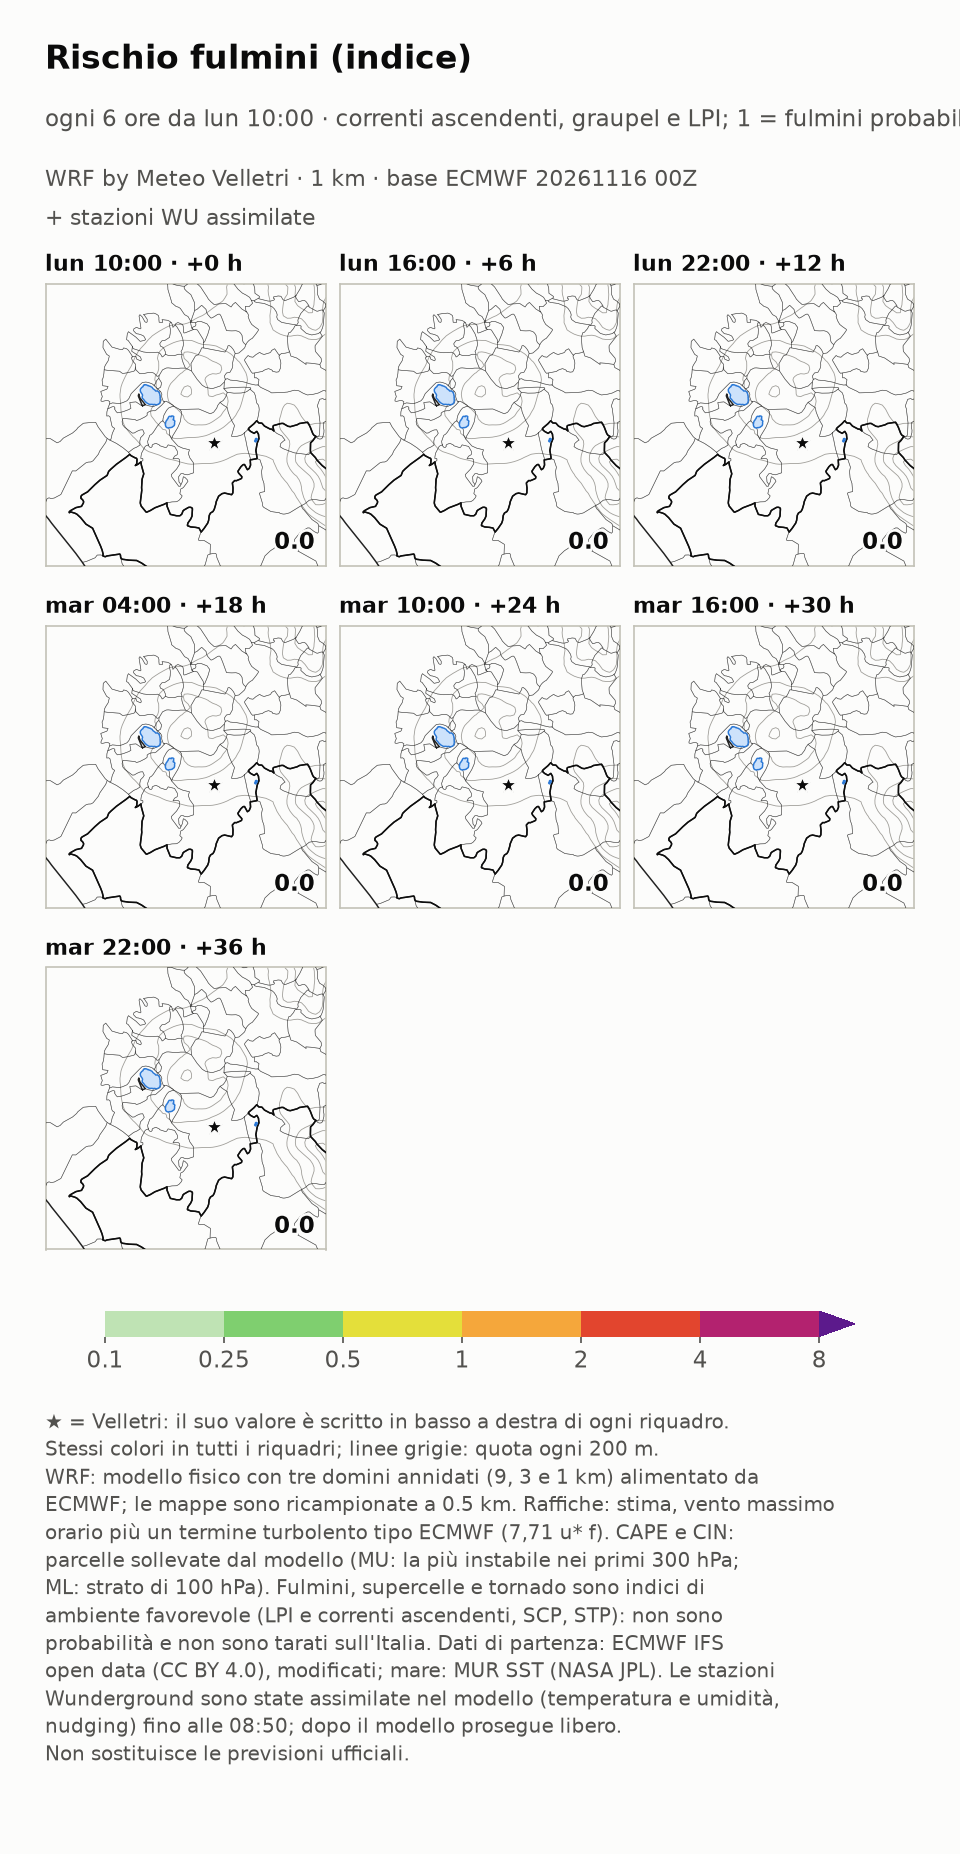 Rischio fulmini (indice)
ogni 6 ore da lun 10:00 · correnti ascendenti, graupel e LPI; 1 = fulmini
WRF by Meteo Velletri · 1 km · base ECMWF 20261116 00Z
+ stazioni WU assimilate
lun 10:00 · +0 h lun 16:00 · +6 h lun 22:00 · +12 h
0.0 0.0 0.0
mar 04:00 · +18 h mar 10:00 · +24 h mar 16:00 · +30 h
0.0 0.0 0.0
mar 22:00 · +36 h
0.0
0.1 0.25 0.5 1 2 4 8
★ = Velletri: il suo valore è scritto in basso a destra di ogni riquadro.
Stessi colori in tutti i riquadri; linee grigie: quota ogni 200 m.
WRF: modello fisico con tre domini annidati (9, 3 e 1 km) alimentato da
ECMWF; le mappe sono ricampionate a 0.5 km. Raffiche: stima, vento massimo
orario più un termine turbolento tipo ECMWF (7,71 u* f). CAPE e CIN:
parcelle sollevate dal modello (MU: la più instabile nei primi 300 hPa;
ML: strato di 100 hPa). Fulmini, supercelle e tornado sono indici di
ambiente favorevole (LPI e correnti ascendenti, SCP, STP): non sono
probabilità e non sono tarati sull'Italia. Dati di partenza: ECMWF IFS
open data (CC BY 4.0), modificati; mare: MUR SST (NASA JPL). Le stazioni
Wunderground sono state assimilate nel modello (temperatura e umidità,
nudging) fino alle 08:50; dopo il modello prosegue libero.
Non sostituisce le previsioni ufficiali.